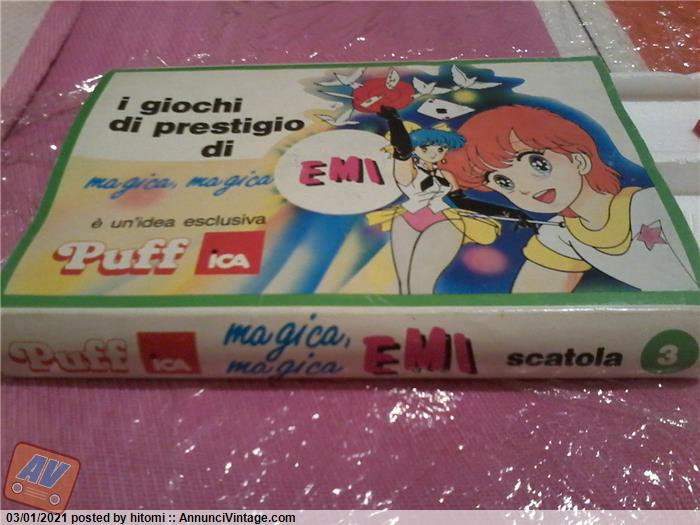 i giochi
di prestigio
di
magica, magica
EMI
è un'idea esclusiva
Puff ICA
Puff ICA magica, magica EMI scatola 3
AV
03/01/2021 posted by hitomi :: AnnunciVintage.com